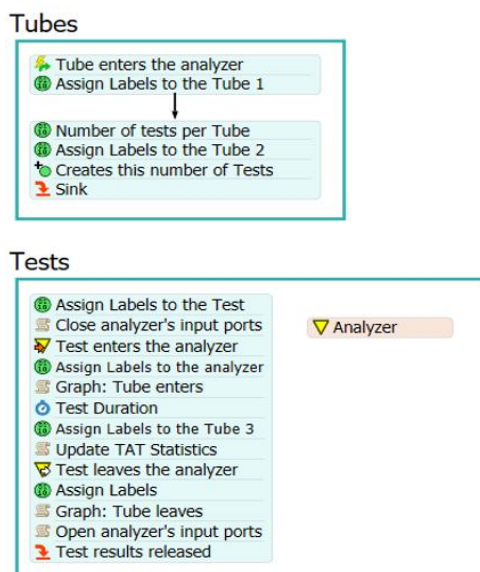 Tubes
Tube enters the analyzer
Assign Labels to the Tube 1
Number of tests per Tube
Assign Labels to the Tube 2
Creates this number of Tests
Sink
Tests
Assign Labels to the Test
Close analyzer's input ports
Test enters the analyzer
Assign Labels to the analyzer
Graph: Tube enters
Test Duration
Assign Labels to the Tube 3
Update TAT Statistics
Test leaves the analyzer
Assign Labels
Graph: Tube leaves
Open analyzer's input ports
Test results released
Analyzer